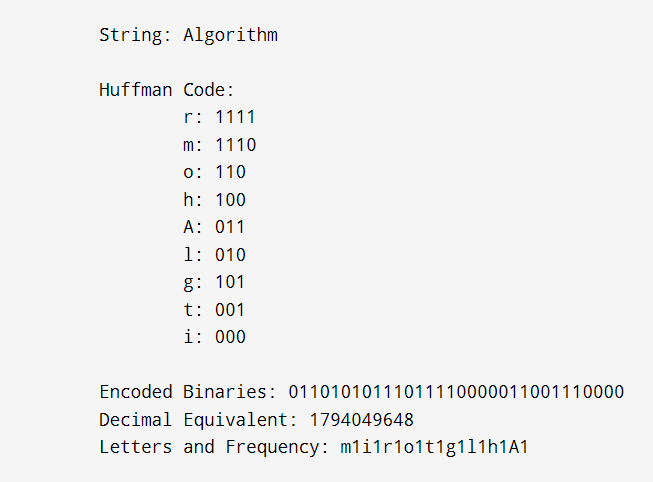 String: Algorithm
Huffman Code:
r: 1111
m: 1110
o: 110
h: 100
A: 011
l: 010
g: 101
t: 001
i: 000
Encoded Binaries: 01101010111011110000011001110000
Decimal Equivalent: 1794049648
Letters and Frequency: m1i1r1o1t1g1l1h1A1